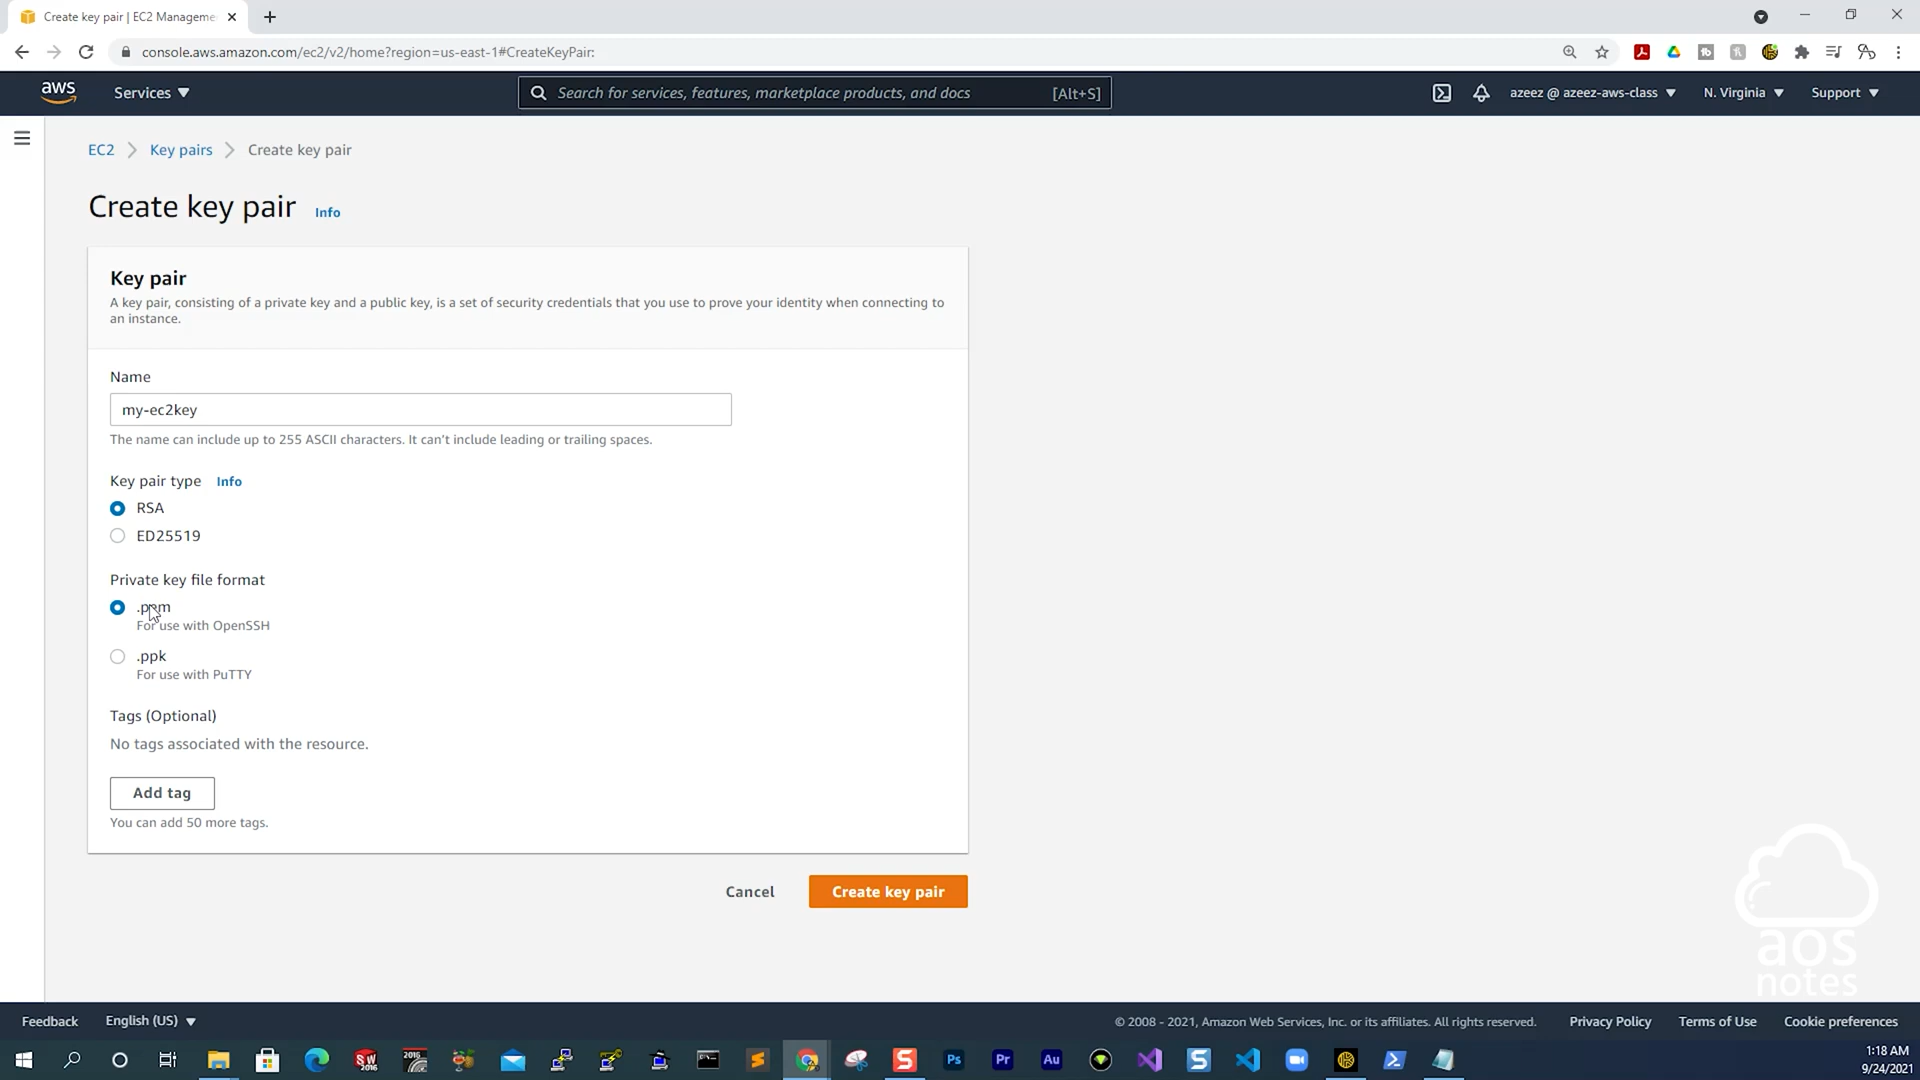 Create key pair | EC2 Manageme
console.aws.amazon.com/ec2/v2/home?region=us-east-1#CreateKeyPair:
aws
Services
Search for services, features, marketplace products, and docs
[Alt+S]
azeez @ azeez-aws-class
N. Virginia
Support
EC2
Key pairs
Create key pair
Create key pair
Info
Key pair
A key pair, consisting of a private key and a public key, is a set of security credentials that you use to prove your identity when connecting to
an instance.
Name
my-ec2key
The name can include up to 255 ASCII characters. It can't include leading or trailing spaces.
Key pair type
Info
RSA
ED25519
Private key file format
.pem
For use with OpenSSH
.ppk
For use with PuTTY
Tags (Optional)
No tags associated with the resource.
Add tag
You can add 50 more tags.
Cancel
Create key pair
aos
notes
Feedback
English (US)
© 2008 - 2021, Amazon Web Services, Inc. or its affiliates. All rights reserved.
Privacy Policy
Terms of Use
Cookie preferences
SW
2016
2016
S
Ps
Pr
Au
S
1:18 AM
9/24/2021